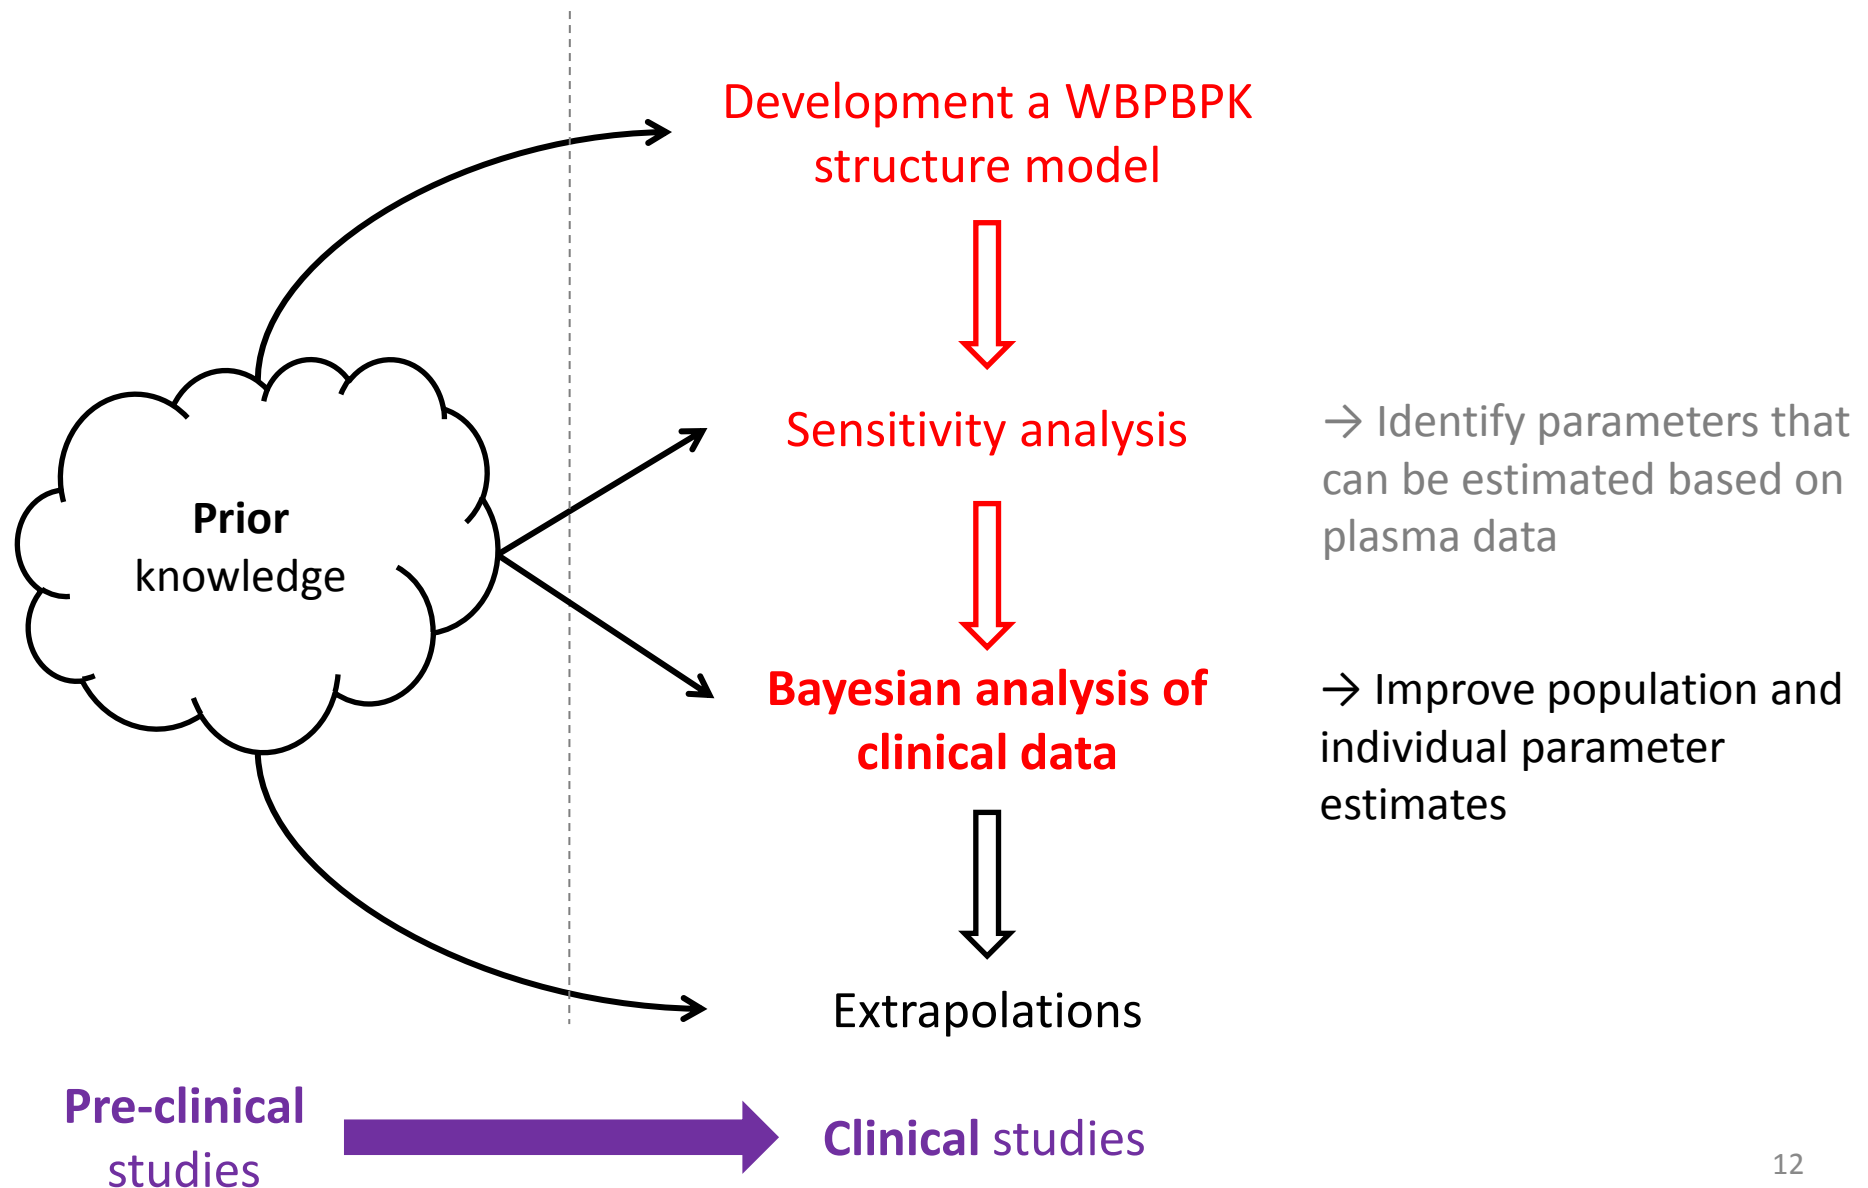 Development a WBPBPK
structure model
Sensitivity analysis
→ Identify parameters that
can be estimated based on
plasma data
Prior
knowledge
Bayesian analysis of
clinical data
→ Improve population and
individual parameter
estimates
Extrapolations
Pre-clinical
studies
Clinical studies
12